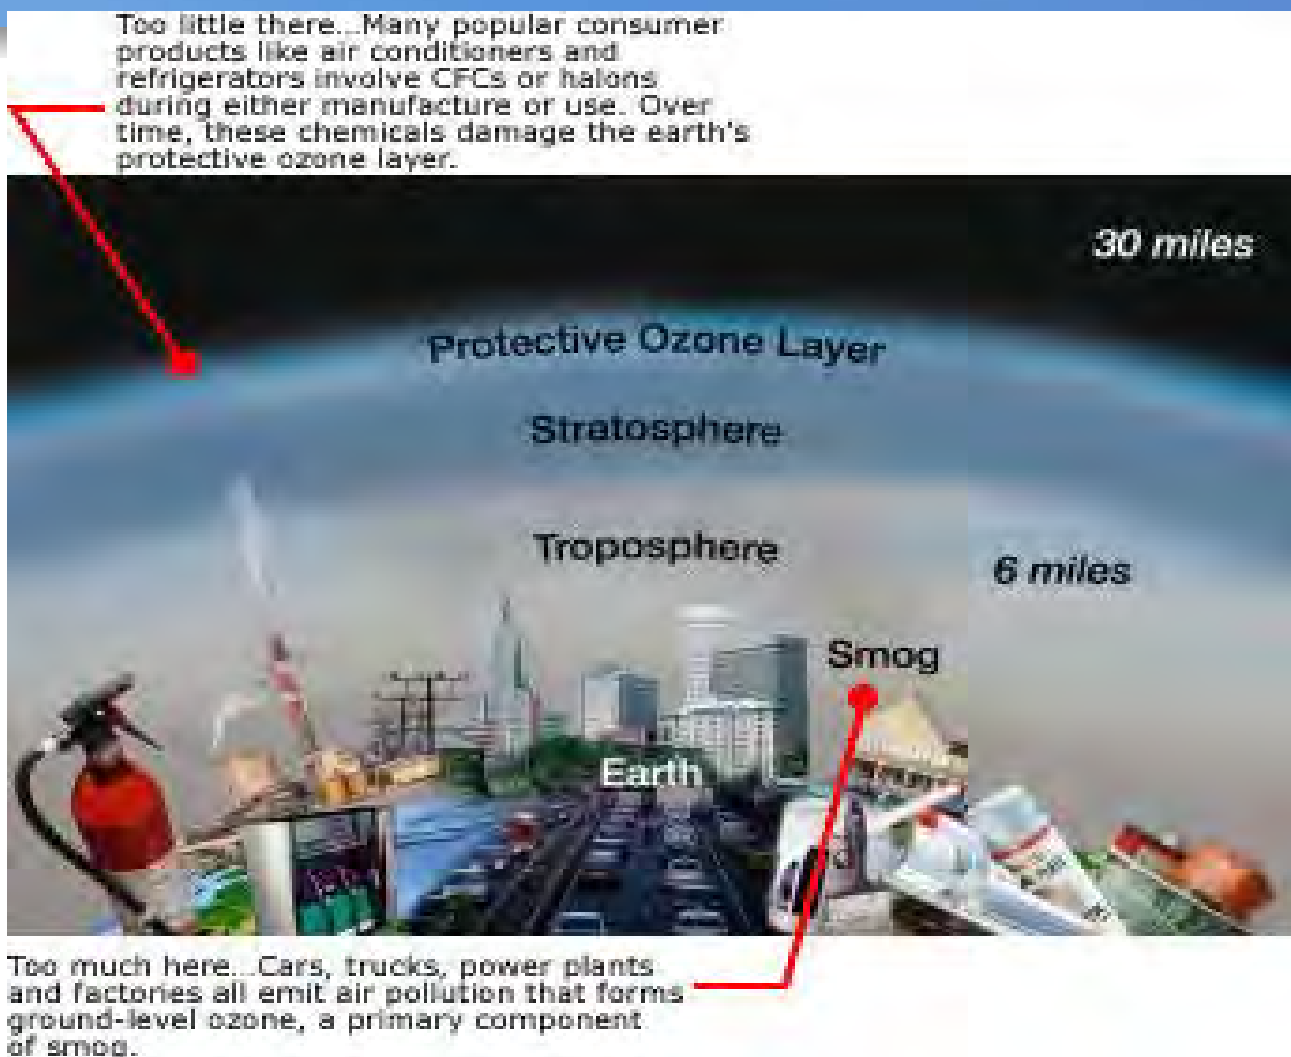 Too little there...Many popular consumer
products like air conditioners and
refrigerators involve CFCs or halons
during either manufacture or use. Over
time, these chemicals damage the earth's
protective ozone layer.
30 miles
Protective Ozone Layer
Stratosphere
Troposphere
6 miles
Smog
Earth
Too much here...Cars, trucks, power plants
and factories all emit air pollution that forms
ground-level ozone, a primary component
of smog.